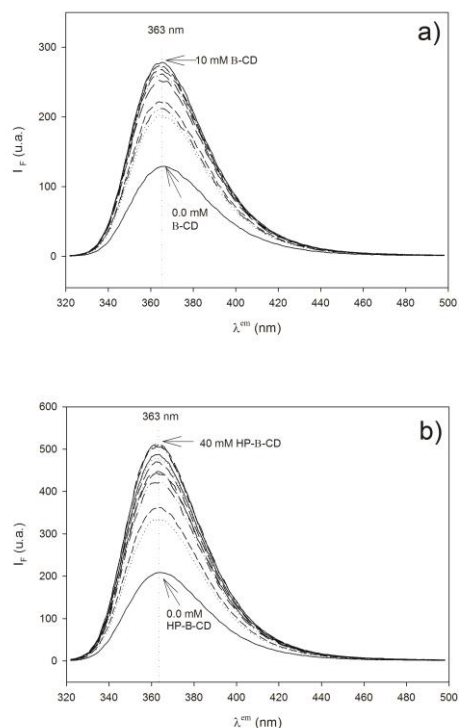 363 nm
a)
10 mM B-CD
0.0 mM
B-CD
I F (u.a.)
300
200
100
0
320 340 360 380 400 420 440 460 480 500
λem (nm)
363 nm
b)
40 mM HP-B-CD
0.0 mM
HP-B-CD
I F (u.a.)
600
500
400
300
200
100
0
320 340 360 380 400 420 440 460 480 500
λem (nm)